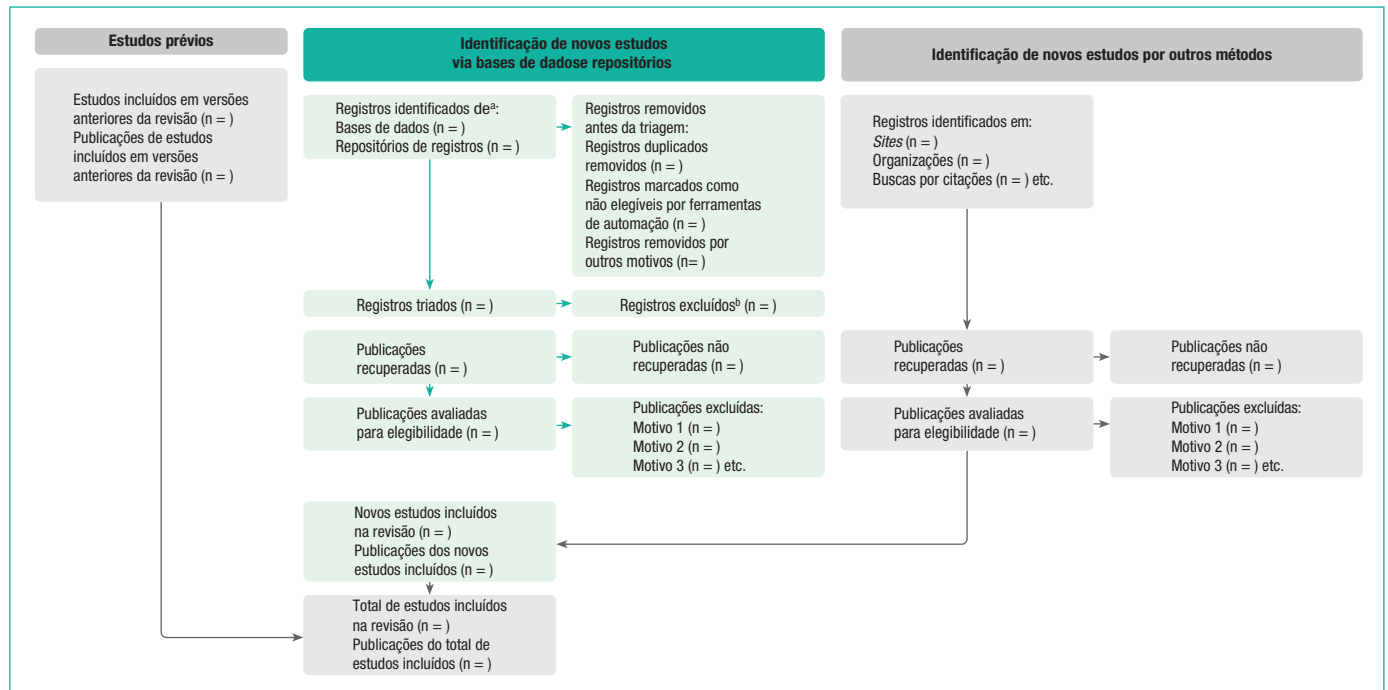 Estudos prévios
Estudos incluídos em versões
anteriores da revisão (n = )
Publicações de estudos
incluídos em versões
anteriores da revisão (n = )
Identificação de novos estudos
via bases de dadose repositórios
Registros identificados deᵃ:
Bases de dados (n = )
Repositórios de registros (n = )
Registros removidos
antes da triagem:
Registros duplicados
removidos (n = )
Registros marcados como
não elegíveis por ferramentas
de automação (n = )
Registros removidos por
outros motivos (n= )
Registros triados (n = )
Registros excluídosᵇ (n = )
Publicações
recuperadas (n = )
Publicações não
recuperadas (n = )
Publicações avaliadas
para elegibilidade (n = )
Publicações excluídas:
Motivo 1 (n = )
Motivo 2 (n = )
Motivo 3 (n = ) etc.
Novos estudos incluídos
na revisão (n = )
Publicações dos novos
estudos incluídos (n = )
Total de estudos incluídos
na revisão (n = )
Publicações do total de
estudos incluídos (n = )
Identificação de novos estudos por outros métodos
Registros identificados em:
Sites (n = )
Organizações (n = )
Buscas por citações (n = ) etc.
Publicações
recuperadas (n = )
Publicações não
recuperadas (n = )
Publicações avaliadas
para elegibilidade (n = )
Publicações excluídas:
Motivo 1 (n = )
Motivo 2 (n = )
Motivo 3 (n = ) etc.